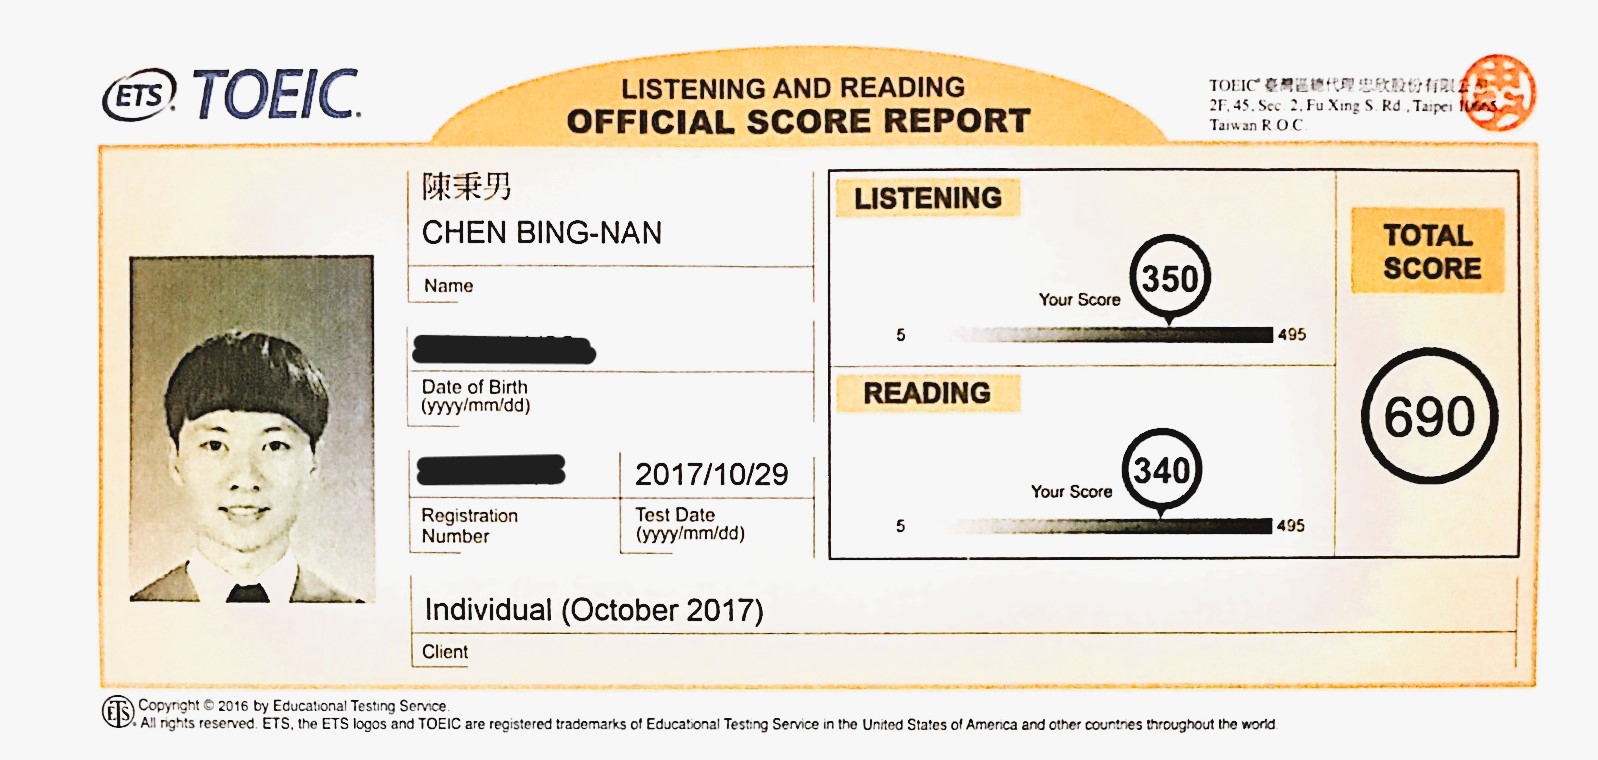 ETS TOEIC.
LISTENING AND READING
OFFICIAL SCORE REPORT
TOEIC® 臺灣區總代理 忠欣股份有限公司
2F, 45, Sec. 2, Fu Xing S. Rd., Taipei 10665
Taiwan R.O.C.
陳秉男
CHEN BING-NAN
Name
Date of Birth
(yyyy/mm/dd)
2017/10/29
Registration
Number
Test Date
(yyyy/mm/dd)
Individual (October 2017)
Client
LISTENING
350
Your Score
5
495
READING
340
Your Score
5
495
TOTAL
SCORE
690
ETS Copyright © 2016 by Educational Testing Service.
All rights reserved. ETS, the ETS logos and TOEIC are registered trademarks of Educational Testing Service in the United States of America and other countries throughout the world.